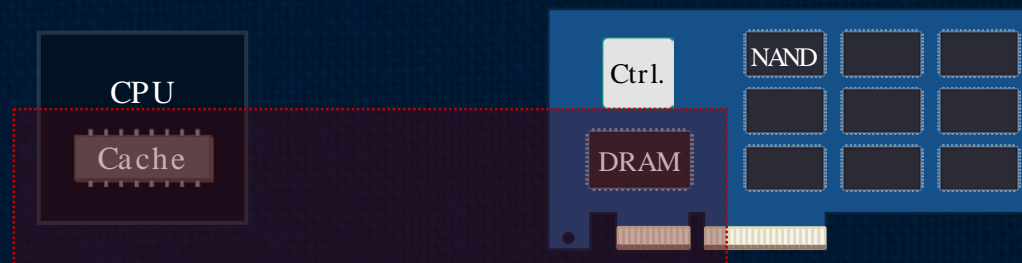 CPU
Cache
Ctrl.
DRAM
NAND